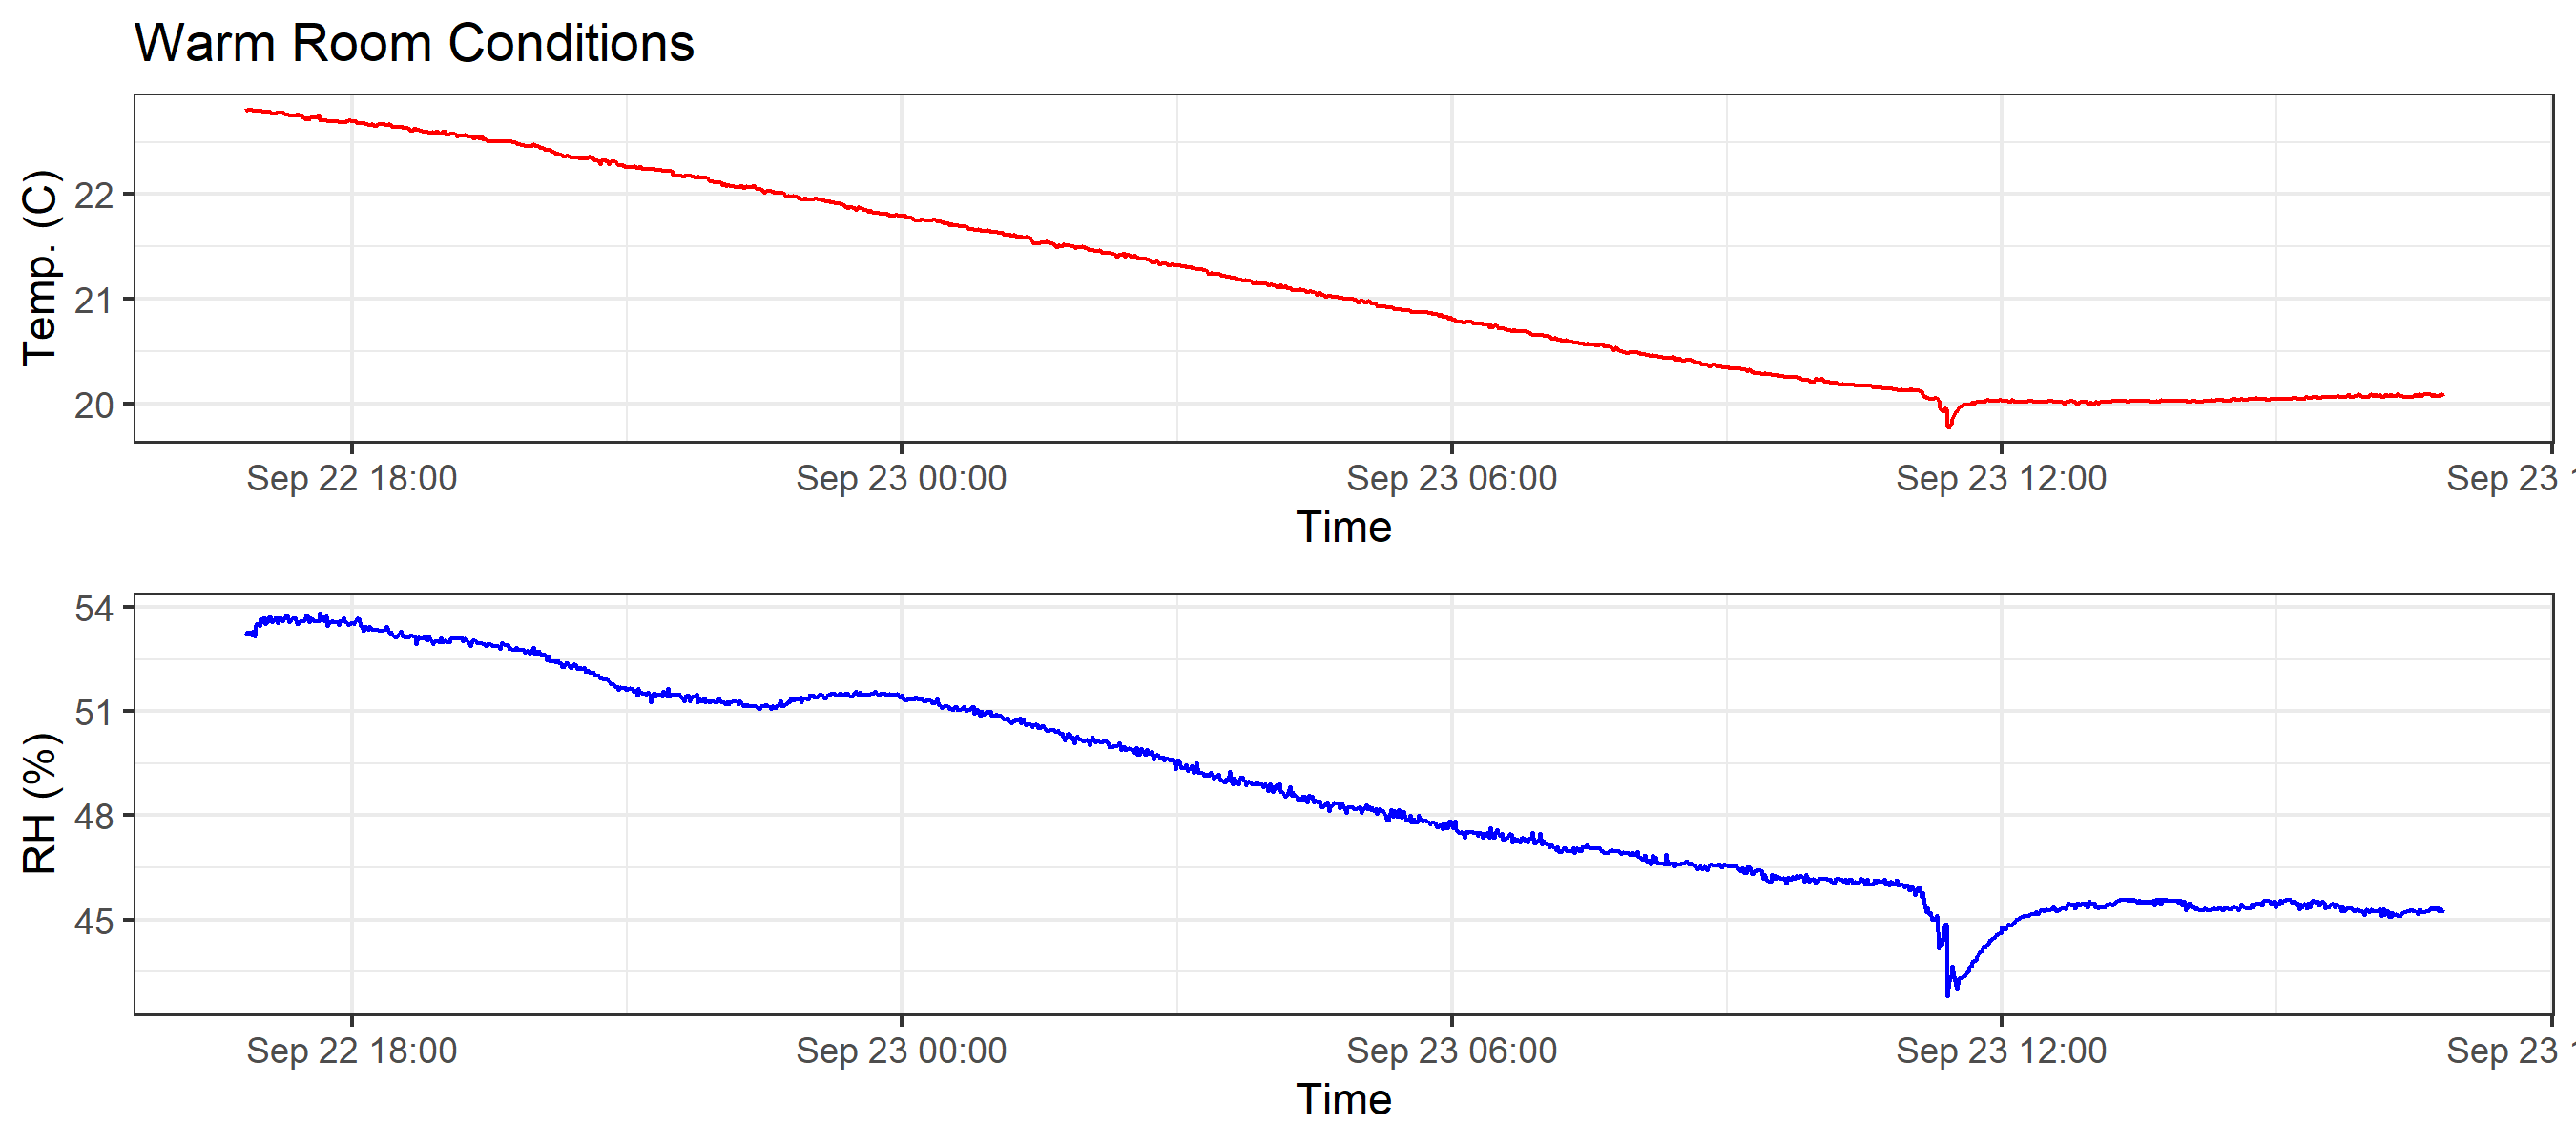 Warm Room Conditions
Temp. (C)
22
21
20
Sep 22 18:00 Sep 23 00:00 Sep 23 06:00 Sep 23 12:00 Sep 23
Time
RH (%)
54
51
48
45
Sep 22 18:00 Sep 23 00:00 Sep 23 06:00 Sep 23 12:00 Sep 23
Time